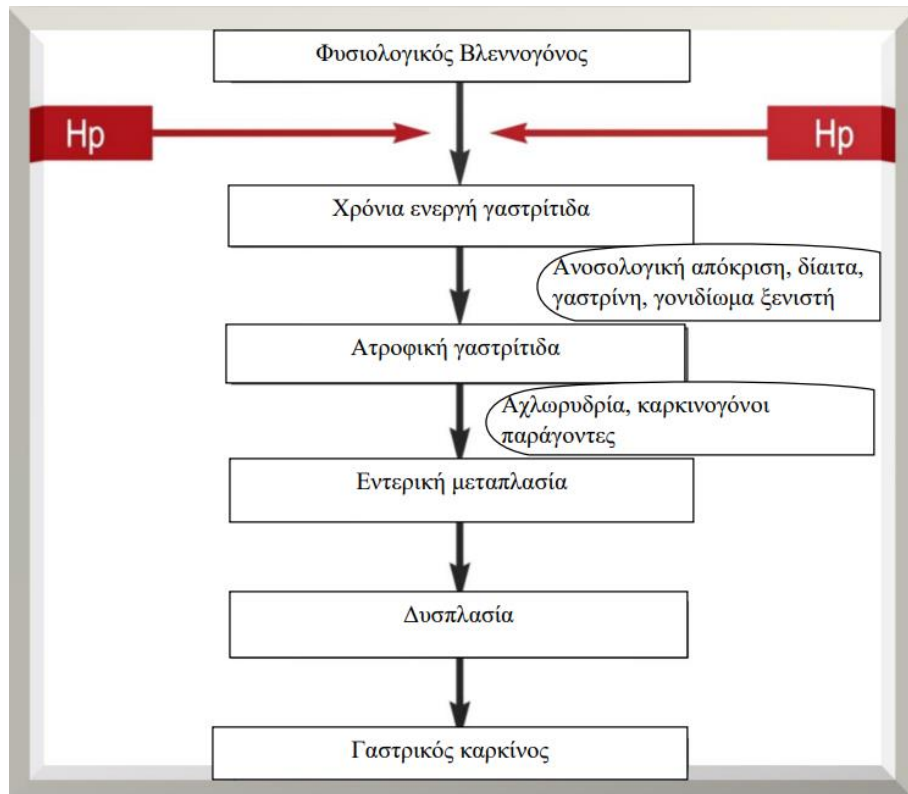 Φυσιολογικός Βλεννογόνος
Hp
Hp
Χρόνια ενεργή γαστρίτιδα
Ανοσολογική απόκριση, δίαιτα,
γαστρίνη, γονιδίωμα ξενιστή
Ατροφική γαστρίτιδα
Αχλωρυδρία, καρκινογόνοι
παράγοντες
Εντερική μεταπλασία
Δυσπλασία
Γαστρικός καρκίνος